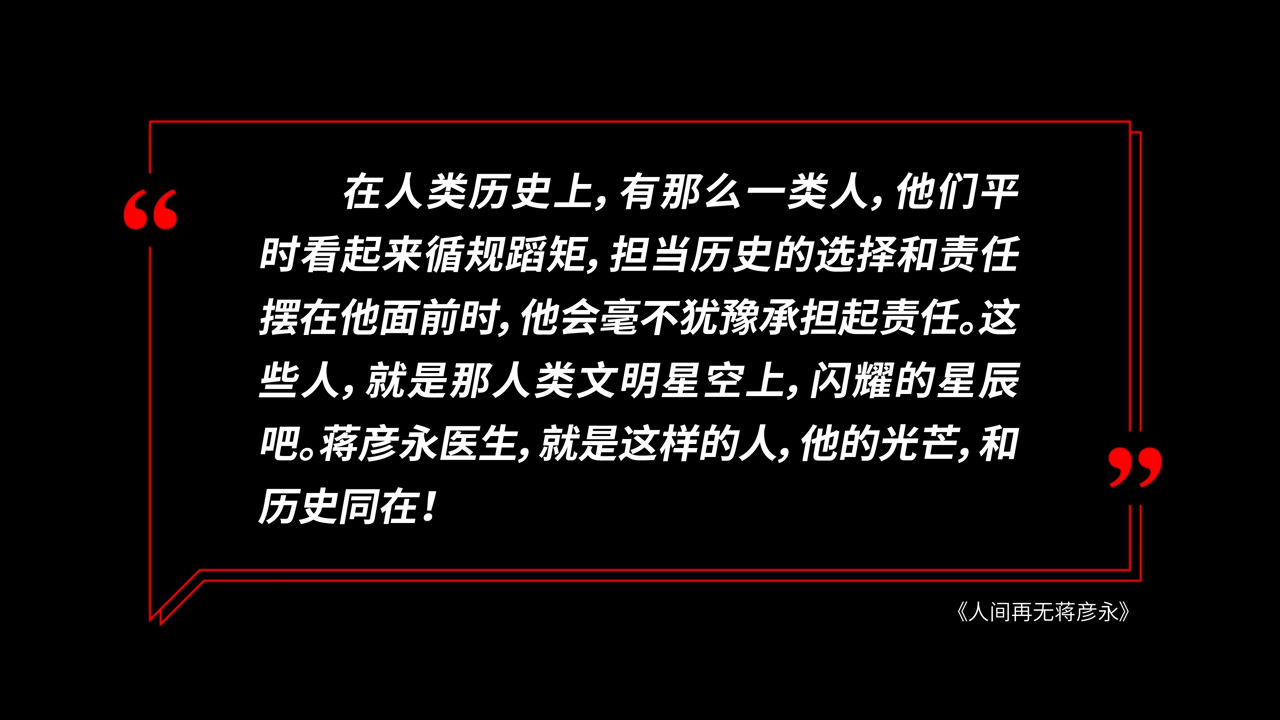 “
在人类历史上，有那么一类人，他们平
时看起来循规蹈矩，担当历史的选择和责任
摆在他面前时，他会毫不犹豫承担起责任。这
些人，就是那人类文明星空上，闪耀的星辰
吧。蒋彦永医生，就是这样的人，他的光芒，和
历史同在！
”
《人间再无蒋彦永》